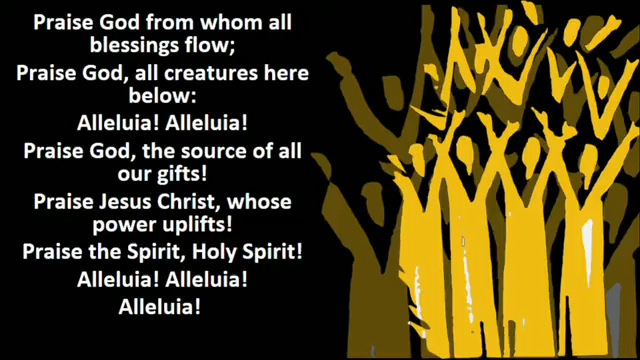 Praise God from whom all
blessings flow;
Praise God, all creatures here
below:
Alleluia! Alleluia!
Praise God, the source of all
our gifts!
Praise Jesus Christ, whose
power uplifts!
Praise the Spirit, Holy Spirit!
Alleluia! Alleluia!
Alleluia!